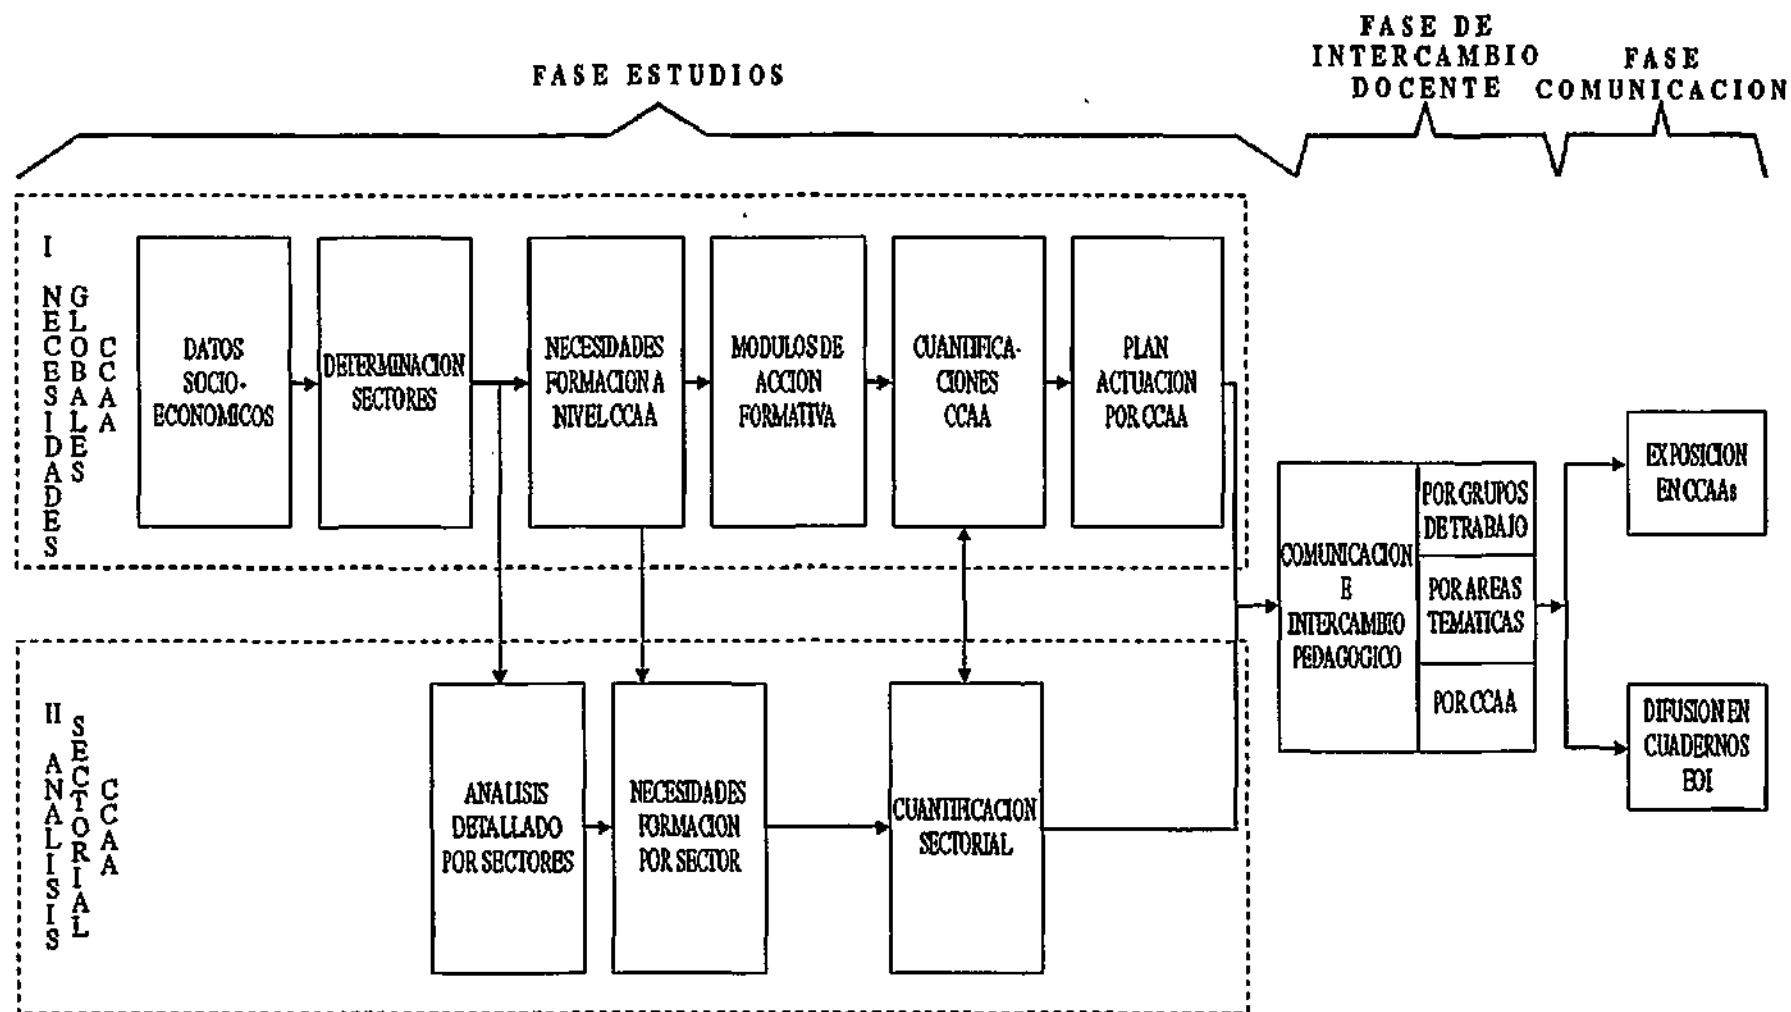 FASE ESTUDIOS
FASE DE
INTERCAMBIO
DOCENTE
FASE
COMUNICACION
I NECESIDADES
GLOBALES
CCAA
DATOS
SOCIO-
ECONOMICOS
DETERMINACION
SECTORES
NECESIDADES
FORMACION A
NIVEL CCAA
MODULOS DE
ACCION
FORMATIVA
CUANTIFICA-
CIONES
CCAA
PLAN
ACTUACION
POR CCAA
COMUNICACION
E
INTERCAMBIO
PEDAGOGICO
POR GRUPOS
DE TRABAJO
POR AREAS
TEMATICAS
POR CCAA
EXPOSICION
EN CCAAs
DIFUSION EN
CUADERNOS
EOI
II ANALISIS
SECTORIAL
CCAA
ANALISIS
DETALLADO
POR SECTORES
NECESIDADES
FORMACION
POR SECTOR
CUANTIFICACION
SECTORIAL